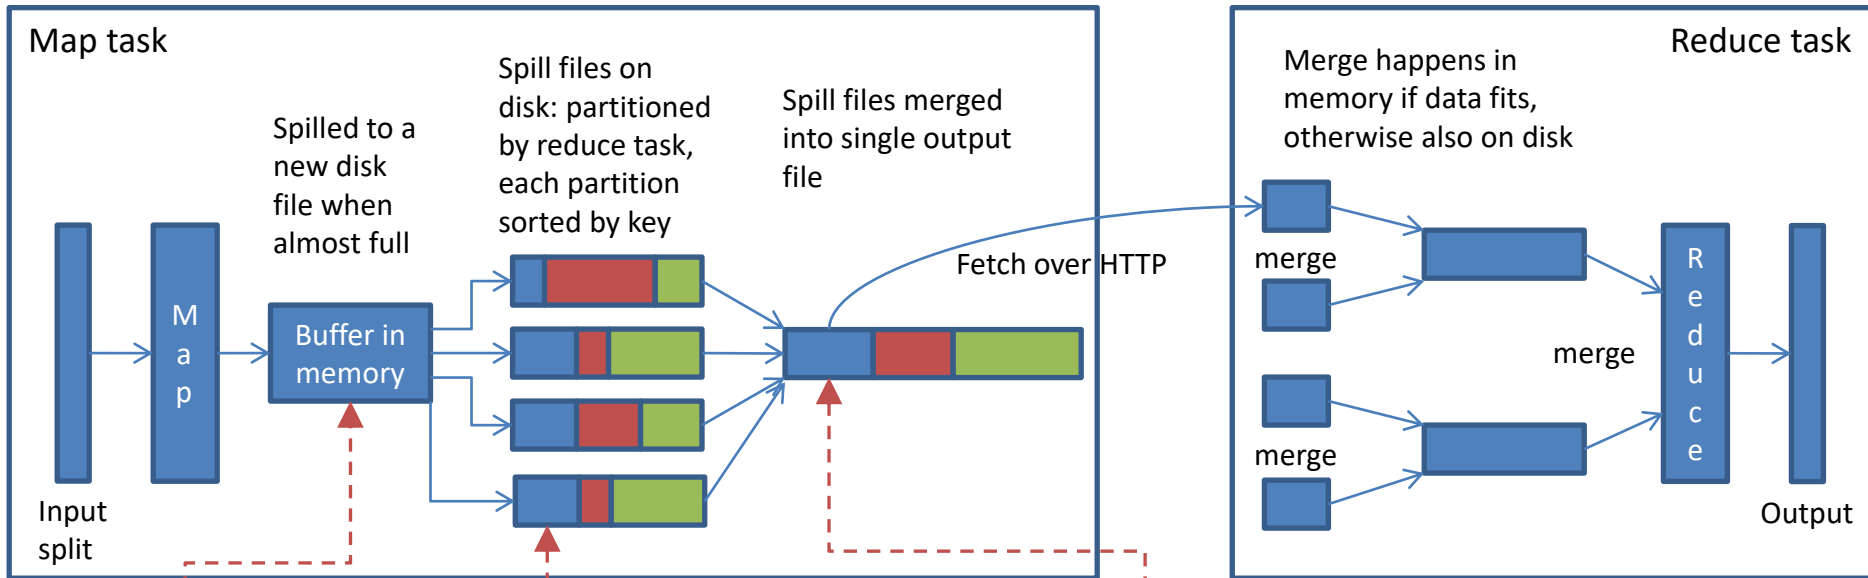 Map task
Spilled to a
new disk
file when
almost full
Spill files on
disk: partitioned
by reduce task,
each partition
sorted by key
Spill files merged
into single output
file
Input
split
Map
Buffer in
memory
Fetch over HTTP
Reduce task
Merge happens in
memory if data fits,
otherwise also on disk
merge
merge
merge
Reduce
Output